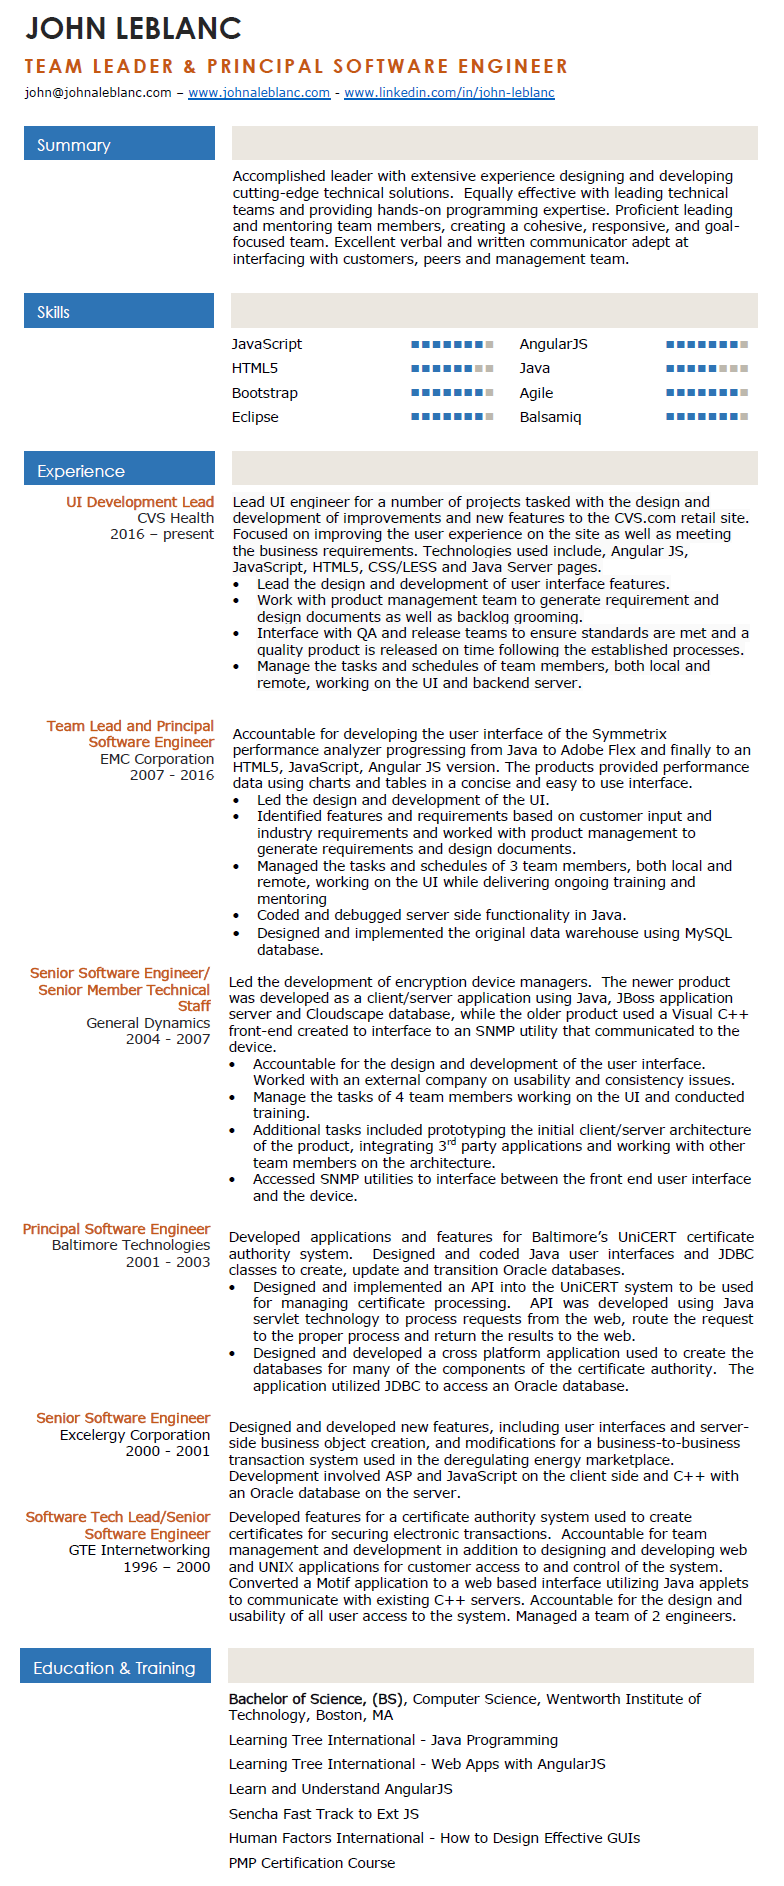 JOHN LEBLANC
TEAM LEADER & PRINCIPAL SOFTWARE ENGINEER
john@johnaleblanc.com – www.johnaleblanc.com - www.linkedin.com/in/john-leblanc
Summary
Accomplished leader with extensive experience designing and developing
cutting-edge technical solutions.  Equally effective with leading technical
teams and providing hands-on programming expertise. Proficient leading
and mentoring team members, creating a cohesive, responsive, and goal-
focused team. Excellent verbal and written communicator adept at
interfacing with customers, peers and management team.
Skills
JavaScript AngularJS
HTML5 Java
Bootstrap Agile
Eclipse Balsamiq
Experience
UI Development Lead
CVS Health
2016 – present
Lead UI engineer for a number of projects tasked with the design and
development of improvements and new features to the CVS.com retail site.
Focused on improving the user experience on the site as well as meeting
the business requirements. Technologies used include, Angular JS,
JavaScript, HTML5, CSS/LESS and Java Server pages.
• Lead the design and development of user interface features.
• Work with product management team to generate requirement and
design documents as well as backlog grooming.
• Interface with QA and release teams to ensure standards are met and a
quality product is released on time following the established processes.
• Manage the tasks and schedules of team members, both local and
remote, working on the UI and backend server.
Team Lead and Principal
Software Engineer
EMC Corporation
2007 - 2016
Accountable for developing the user interface of the Symmetrix
performance analyzer progressing from Java to Adobe Flex and finally to an
HTML5, JavaScript, Angular JS version. The products provided performance
data using charts and tables in a concise and easy to use interface.
• Led the design and development of the UI.
• Identified features and requirements based on customer input and
industry requirements and worked with product management to
generate requirements and design documents.
• Managed the tasks and schedules of 3 team members, both local and
remote, working on the UI while delivering ongoing training and
mentoring
• Coded and debugged server side functionality in Java.
• Designed and implemented the original data warehouse using MySQL
database.
Senior Software Engineer/
Senior Member Technical
Staff
General Dynamics
2004 - 2007
Led the development of encryption device managers.  The newer product
was developed as a client/server application using Java, JBoss application
server and Cloudscape database, while the older product used a Visual C++
front-end created to interface to an SNMP utility that communicated to the
device.
• Accountable for the design and development of the user interface.
Worked with an external company on usability and consistency issues.
• Manage the tasks of 4 team members working on the UI and conducted
training.
• Additional tasks included prototyping the initial client/server architecture
of the product, integrating 3rd party applications and working with other
team members on the architecture.
• Accessed SNMP utilities to interface between the front end user interface
and the device.
Principal Software Engineer
Baltimore Technologies
2001 - 2003
Developed applications and features for Baltimore's UniCERT certificate
authority system.  Designed and coded Java user interfaces and JDBC
classes to create, update and transition Oracle databases.
• Designed and implemented an API into the UniCERT system to be used
for managing certificate processing.  API was developed using Java
servlet technology to process requests from the web, route the request
to the proper process and return the results to the web.
• Designed and developed a cross platform application used to create the
databases for many of the components of the certificate authority.  The
application utilized JDBC to access an Oracle database.
Senior Software Engineer
Excelergy Corporation
2000 - 2001
Designed and developed new features, including user interfaces and server-
side business object creation, and modifications for a business-to-business
transaction system used in the deregulating energy marketplace.
Development involved ASP and JavaScript on the client side and C++ with
an Oracle database on the server.
Software Tech Lead/Senior
Software Engineer
GTE Internetworking
1996 – 2000
Developed features for a certificate authority system used to create
certificates for securing electronic transactions.  Accountable for team
management and development in addition to designing and developing web
and UNIX applications for customer access to and control of the system.
Converted a Motif application to a web based interface utilizing Java applets
to communicate with existing C++ servers. Accountable for the design and
usability of all user access to the system. Managed a team of 2 engineers.
Education & Training
Bachelor of Science, (BS), Computer Science, Wentworth Institute of
Technology, Boston, MA
Learning Tree International - Java Programming
Learning Tree International - Web Apps with AngularJS
Learn and Understand AngularJS
Sencha Fast Track to Ext JS
Human Factors International - How to Design Effective GUIs
PMP Certification Course